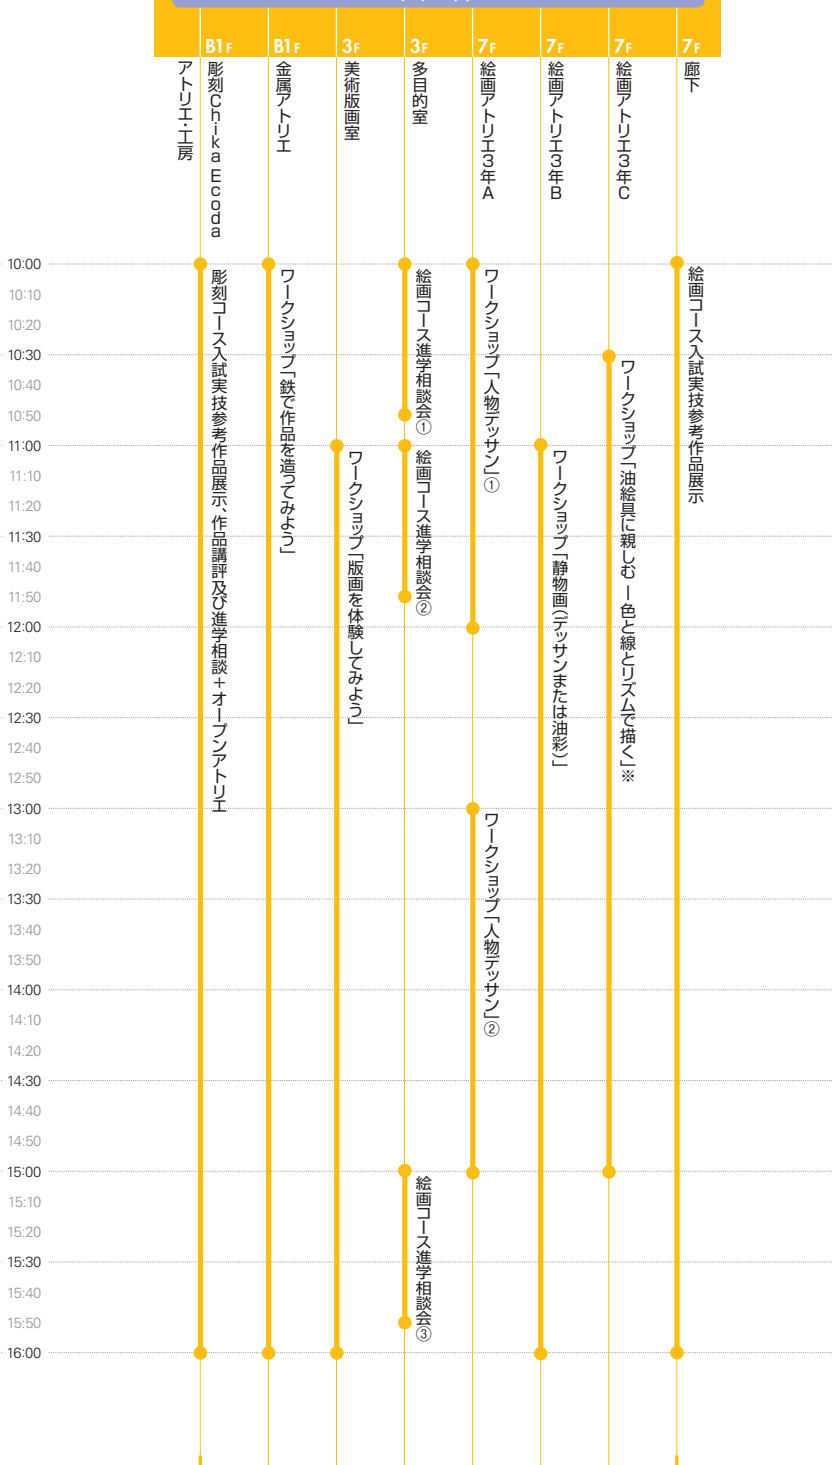 B1F
B1F
3F
3F
7F
7F
7F
7F
彫刻Chika Ecoda
アトリエ・工房
金属アトリエ
美術版画室
多目的室
絵画アトリエ3年A
絵画アトリエ3年B
絵画アトリエ3年C
廊下
10:00
10:10
10:20
10:30
10:40
10:50
11:00
11:10
11:20
11:30
11:40
11:50
12:00
12:10
12:20
12:30
12:40
12:50
13:00
13:10
13:20
13:30
13:40
13:50
14:00
14:10
14:20
14:30
14:40
14:50
15:00
15:10
15:20
15:30
15:40
15:50
16:00
彫刻コース入試実技参考作品展示、作品講評及び進学相談＋オープンアトリエ
ワークショップ「鉄で作品を造ってみよう」
ワークショップ「版画を体験してみよう」
絵画コース進学相談会①
絵画コース進学相談会②
絵画コース進学相談会③
ワークショップ「人物デッサン」①
ワークショップ「人物デッサン」②
ワークショップ「静物画（デッサンまたは油彩）」
ワークショップ「油絵具に親しむ ー色と線とリズムで描く」※
絵画コース入試実技参考作品展示